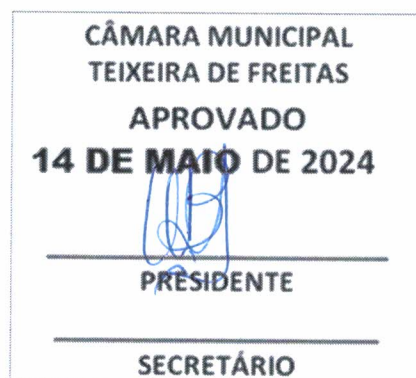 CÂMARA MUNICIPAL
TEIXEIRA DE FREITAS
APROVADO
14 DE MAIO DE 2024
PRESIDENTE
SECRETÁRIO